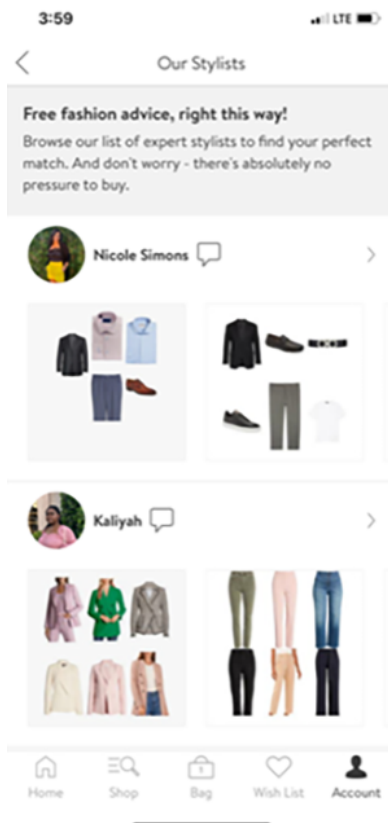 3:59
LTE
Our Stylists
Free fashion advice, right this way!
Browse our list of expert stylists to find your perfect
match. And don't worry - there's absolutely no
pressure to buy.
Nicole Simons
Kaliyah
1
Home Shop Bag Wish List Account